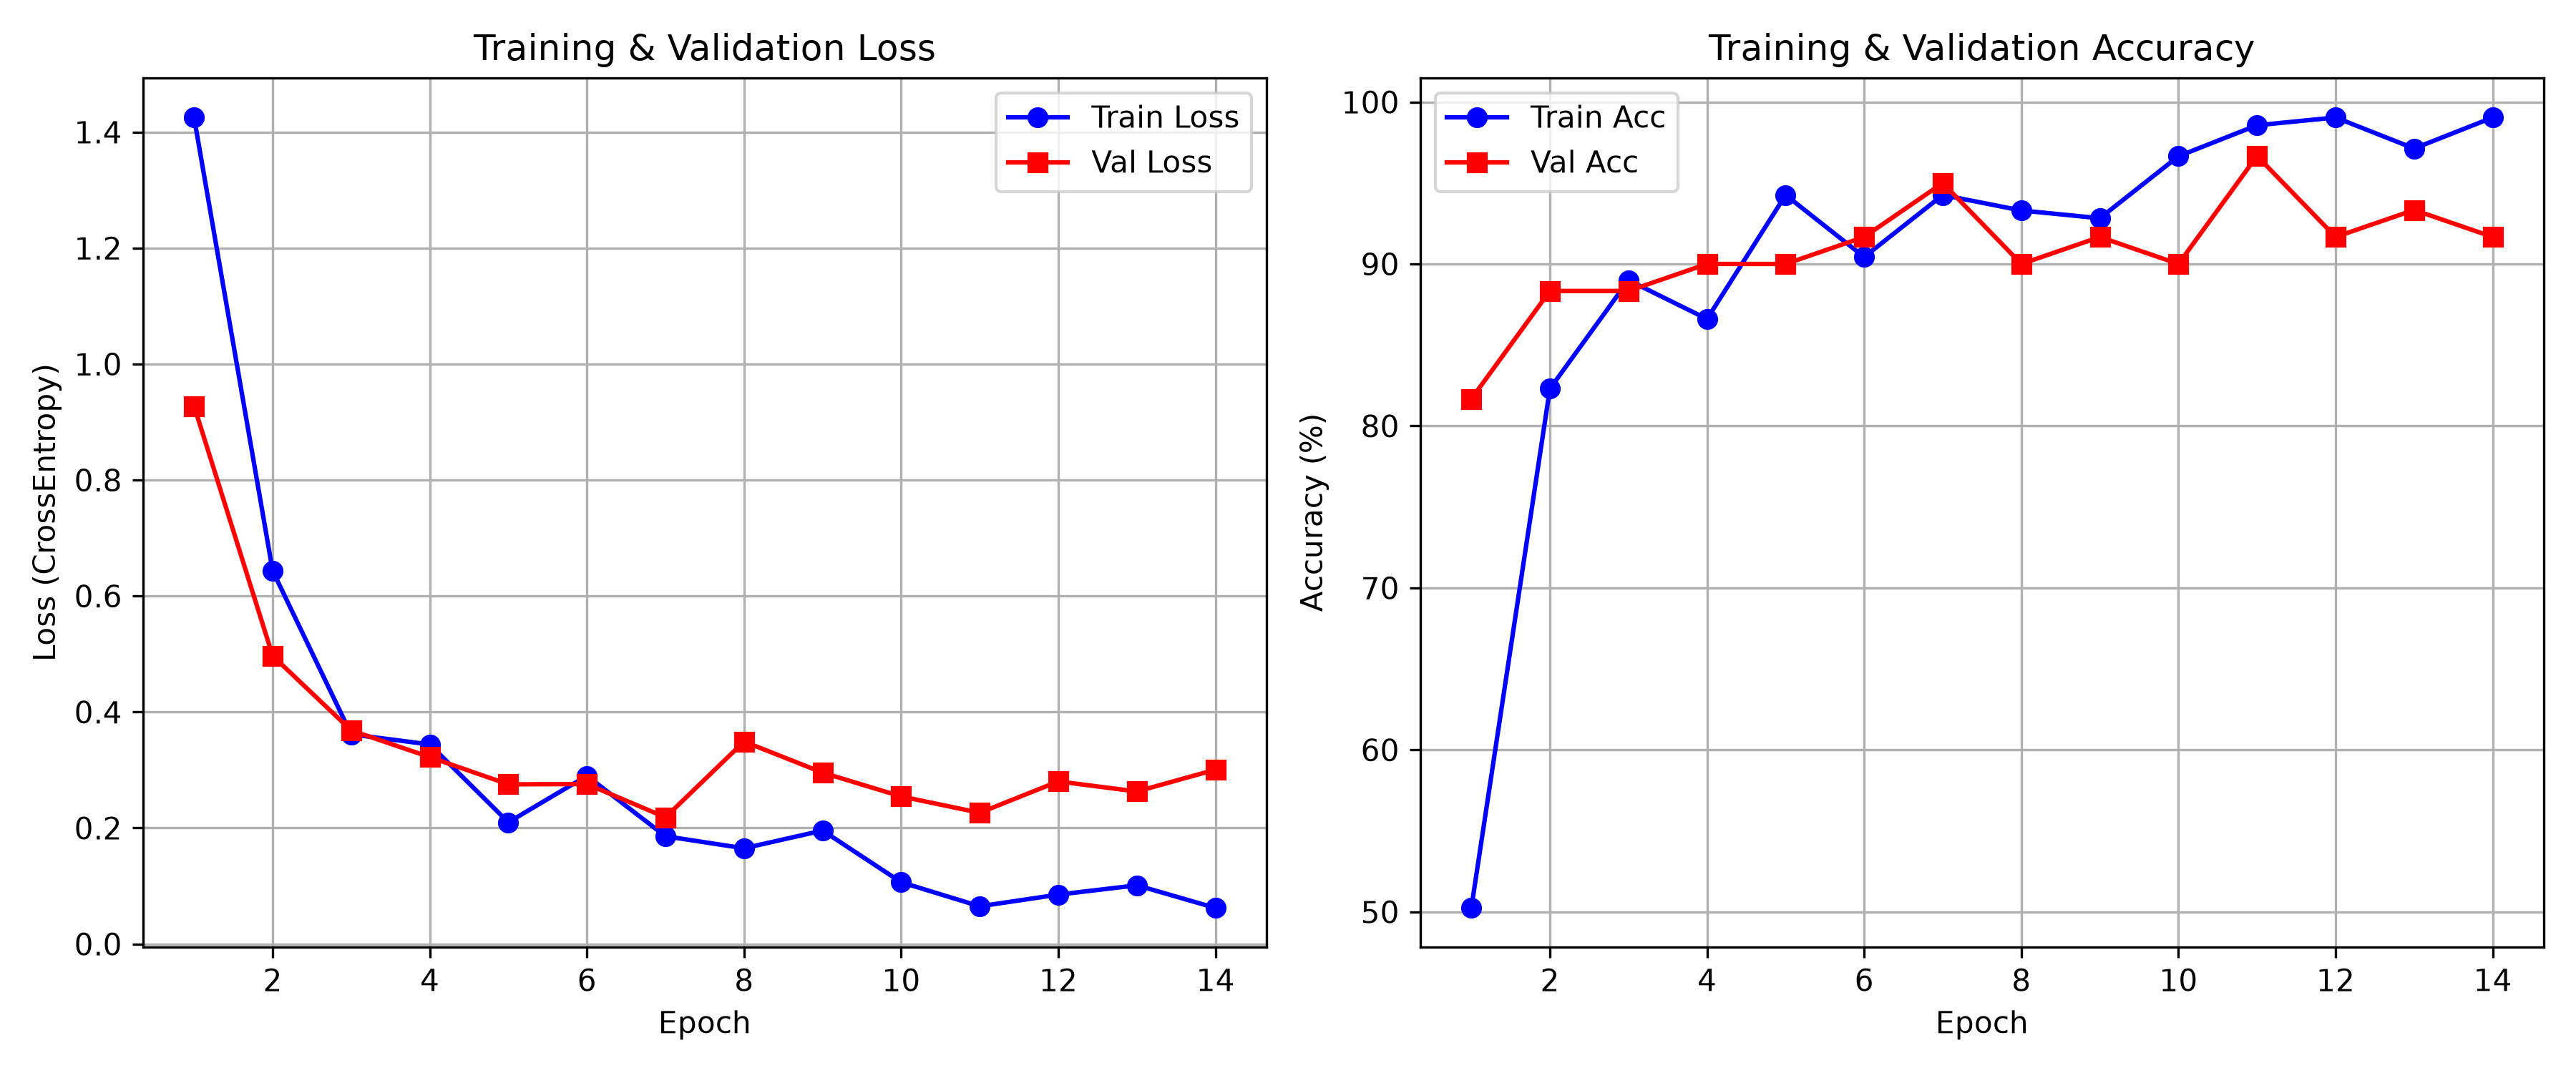 Training & Validation Loss
Train Loss
Val Loss
Loss (CrossEntropy)
1.4
1.2
1.0
0.8
0.6
0.4
0.2
0.0
2 4 6 8 10 12 14
Epoch
Training & Validation Accuracy
Train Acc
Val Acc
Accuracy (%)
100
90
80
70
60
50
2 4 6 8 10 12 14
Epoch